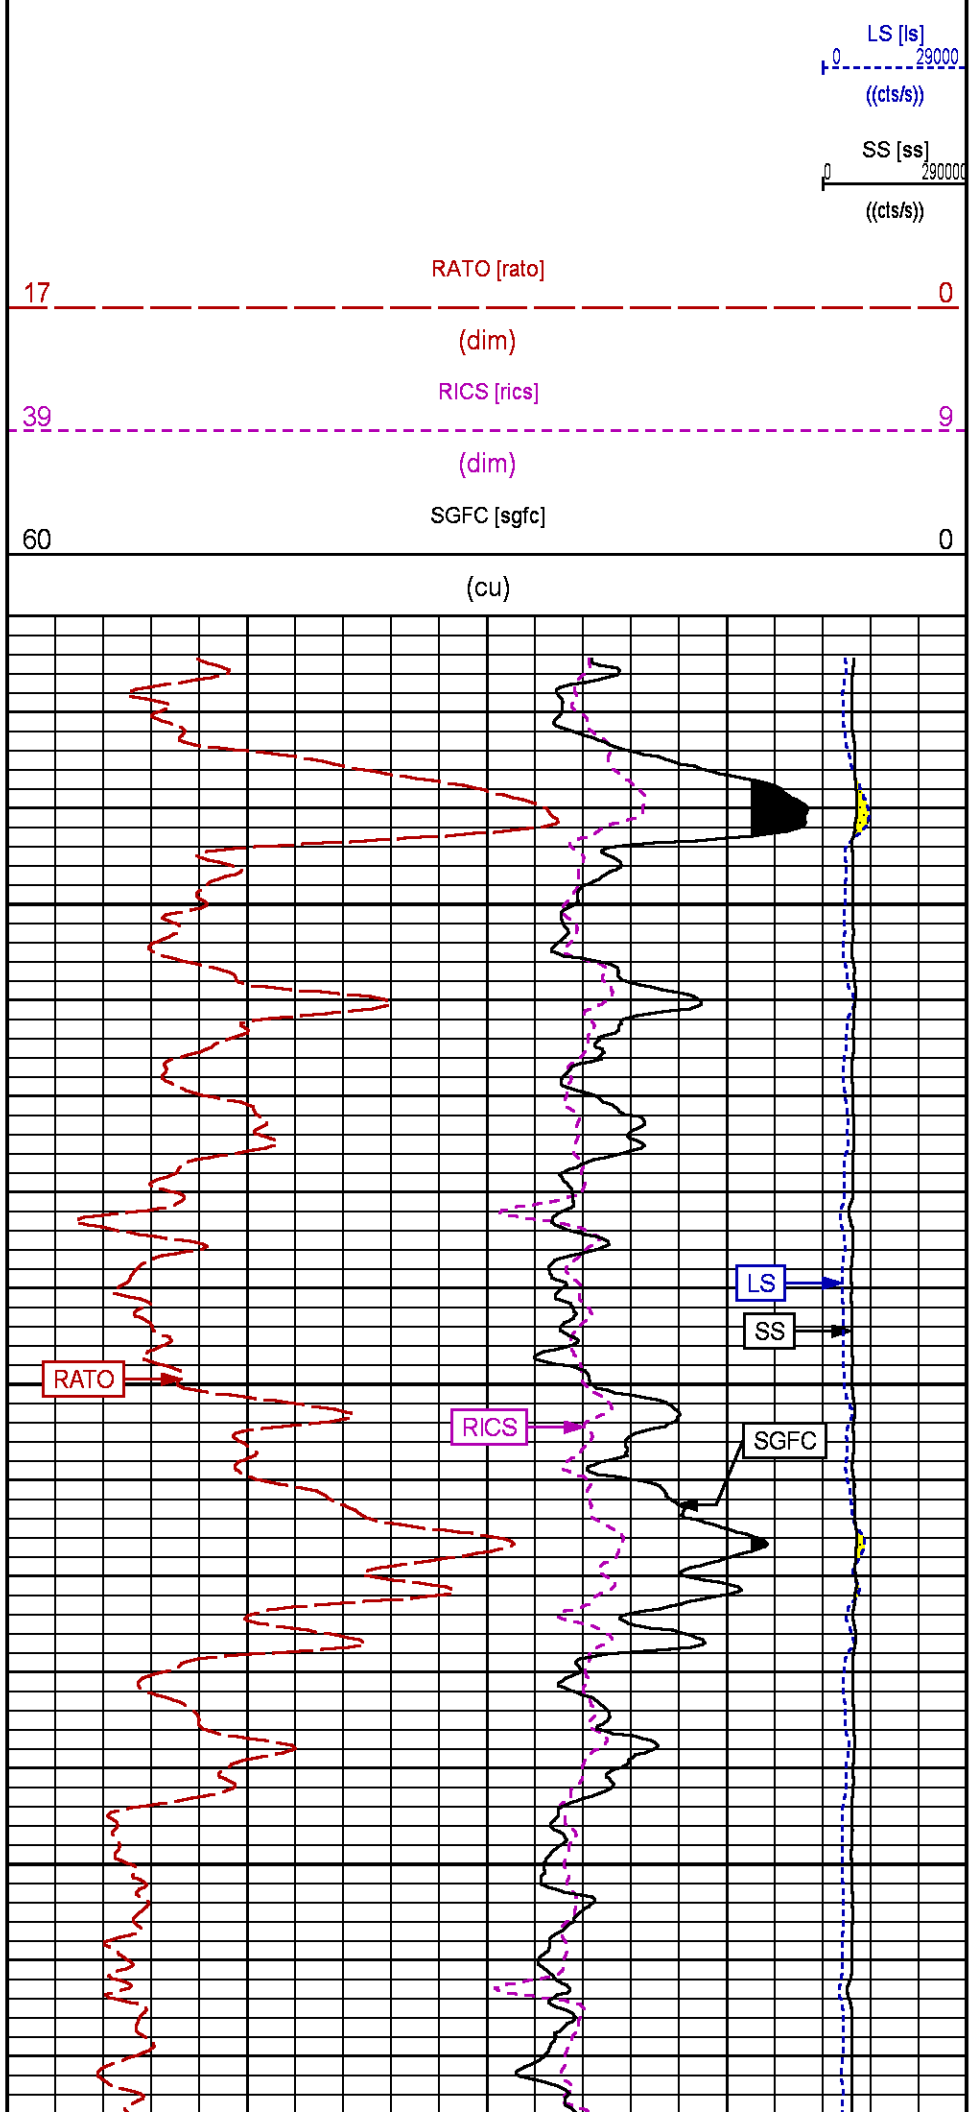 LS [ls]
0 29000
((cts/s))
SS [ss]
0 290000
((cts/s))
RATO [rato]
17 0
(dim)
RICS [rics]
39 9
(dim)
SGFC [sgfc]
60 0
(cu)
LS
SS
RATO
RICS
SGFC